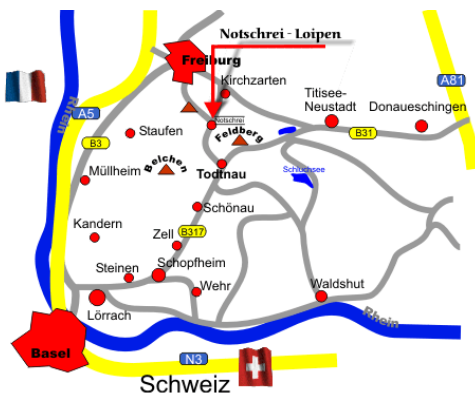 Notschrei - Loipen
Freiburg
Kirchzarten
A81
Titisee-
Neustadt
Donaueschingen
Rhein
A5
Notschrei
Staufen
Feldberg
B31
B3
Belchen
Müllheim
Todtnau
Schluchsee
Schönau
Kandern
Zell
B317
Steinen
Schopfheim
Wehr
Waldshut
Lörrach
Rhein
Basel
N3
Schweiz